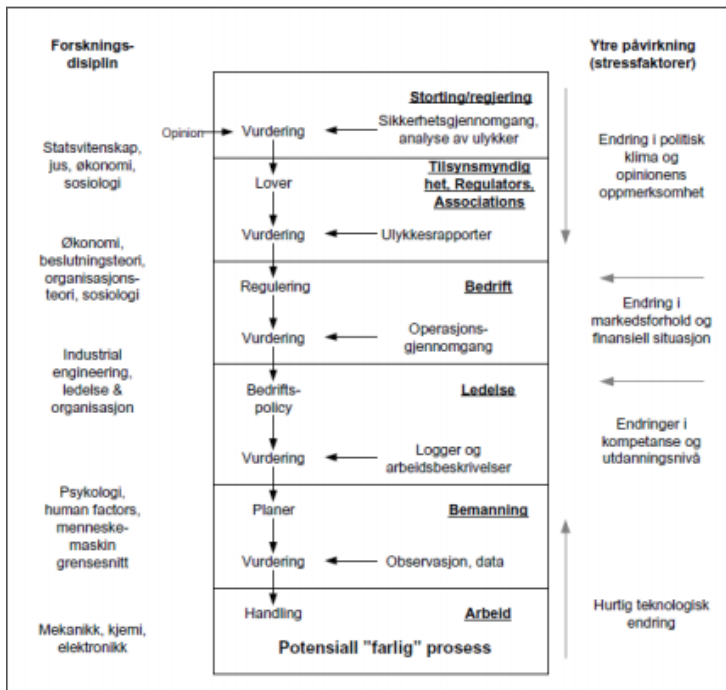 Forsknings-
disiplin
Statsvitenskap,
jus, økonomi,
sosiologi
Økonomi,
beslutningsteori,
organisasjons-
teori, sosiologi
Industrial
engineering,
ledelse &
organisasjon
Psykologi,
human factors,
menneske-
maskin
grensesnitt
Mekanikk, kjemi,
elektronikk
Storting/regjering
Opinion
Vurdering
Sikkerhetsgjennomgang,
analyse av ulykker
Tilsynsmyndig
het, Regulators,
Associations
Lover
Vurdering
Ulykkesrapporter
Regulering
Bedrift
Vurdering
Operasjons-
gjennomgang
Bedrifts-
policy
Ledelse
Vurdering
Logger og
arbeidsbeskrivelser
Planer
Bemanning
Vurdering
Observasjon, data
Handling
Arbeid
Potensiall "farlig" prosess
Ytre påvirkning
(stressfaktorer)
Endring i politisk
klima og
opinionens
oppmerksomhet
Endring i
markedsforhold og
finansiell situasjon
Endringer i
kompetanse og
utdanningsnivå
Hurtig teknologisk
endring